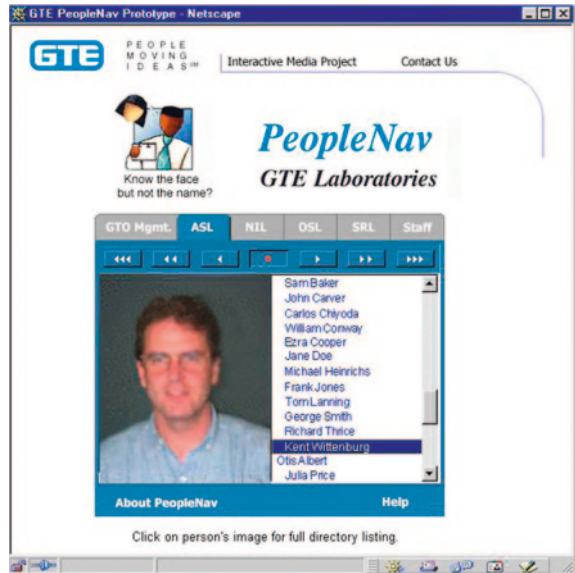 GTE PeopleNav Prototype - Netscape
GTE
PEOPLE
MOVING
IDEAS℠
Interactive Media Project Contact Us
Know the face
but not the name?
PeopleNav
GTE Laboratories
GTO Mgmt. ASL NIL OSL SRL Staff
Sam Baker
John Carver
Carlos Chiyoda
William Conway
Ezra Cooper
Jane Doe
Michael Heinrichs
Frank Jones
Tom Lanning
George Smith
Richard Thrice
Kent Wittenburg
Otis Albert
Julia Price
About PeopleNav Help
Click on person's image for full directory listing.